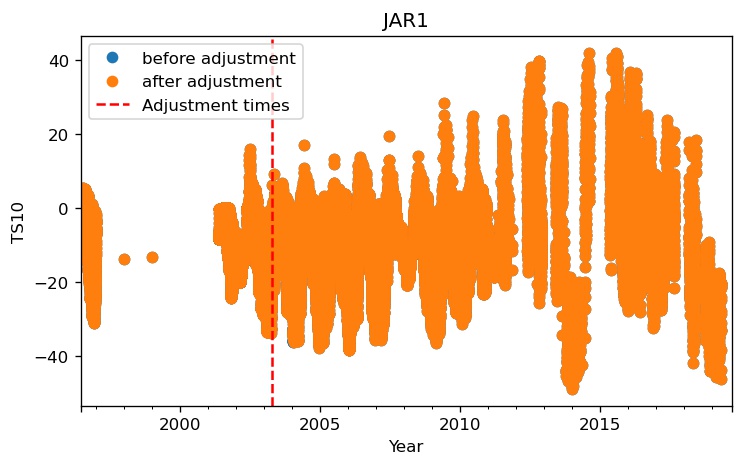 JAR1
before adjustment
after adjustment
Adjustment times
40
20
0
−20
−40
TS10
2000
2005
2010
2015
Year